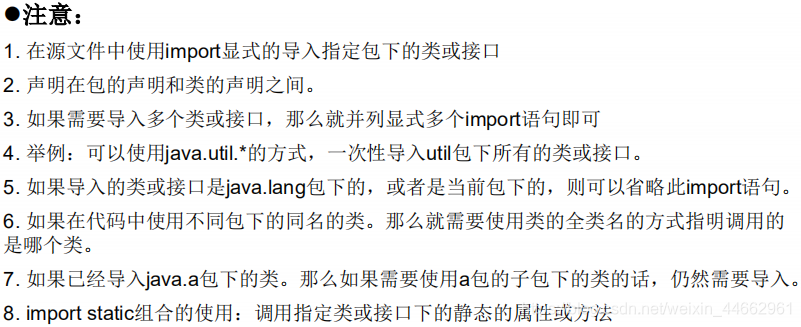 ●注意：
1. 在源文件中使用import显式的导入指定包下的类或接口
2. 声明在包的声明和类的声明之间。
3. 如果需要导入多个类或接口，那么就并列显式多个import语句即可
4. 举例：可以使用java.util.*的方式，一次性导入util包下所有的类或接口。
5. 如果导入的类或接口是java.lang包下的，或者是当前包下的，则可以省略此import语句。
6. 如果在代码中使用不同包下的同名的类。那么就需要使用类的全类名的方式指明调用的
是哪个类。
7. 如果已经导入java.a包下的类。那么如果需要使用a包的子包下的类的话，仍然需要导入。
8. import static组合的使用：调用指定类或接口下的静态的属性或方法
sdn.net/weixin_44662961